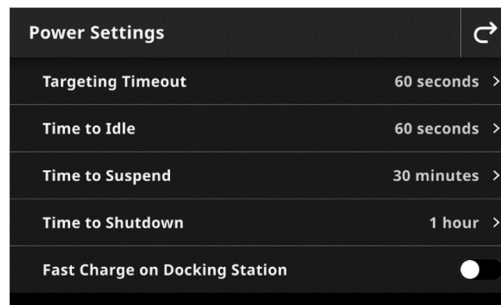 Power Settings
Targeting Timeout 60 seconds >
Time to Idle 60 seconds >
Time to Suspend 30 minutes >
Time to Shutdown 1 hour >
Fast Charge on Docking Station